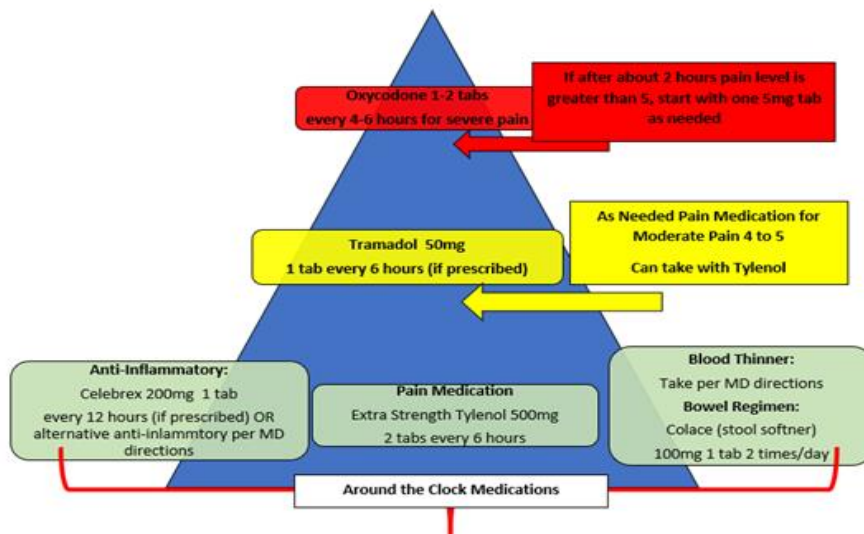 Oxycodone 1-2 tabs
every 4-6 hours for severe pain
If after about 2 hours pain level is
greater than 5, start with one 5mg tab
as needed
Tramadol 50mg
1 tab every 6 hours (if prescribed)
As Needed Pain Medication for
Moderate Pain 4 to 5
Can take with Tylenol
Anti-Inflammatory:
Celebrex 200mg 1 tab
every 12 hours (if prescribed) OR
alternative anti-inlammtory per MD
directions
Pain Medication
Extra Strength Tylenol 500mg
2 tabs every 6 hours
Blood Thinner:
Take per MD directions
Bowel Regimen:
Colace (stool softner)
100mg 1 tab 2 times/day
Around the Clock Medications